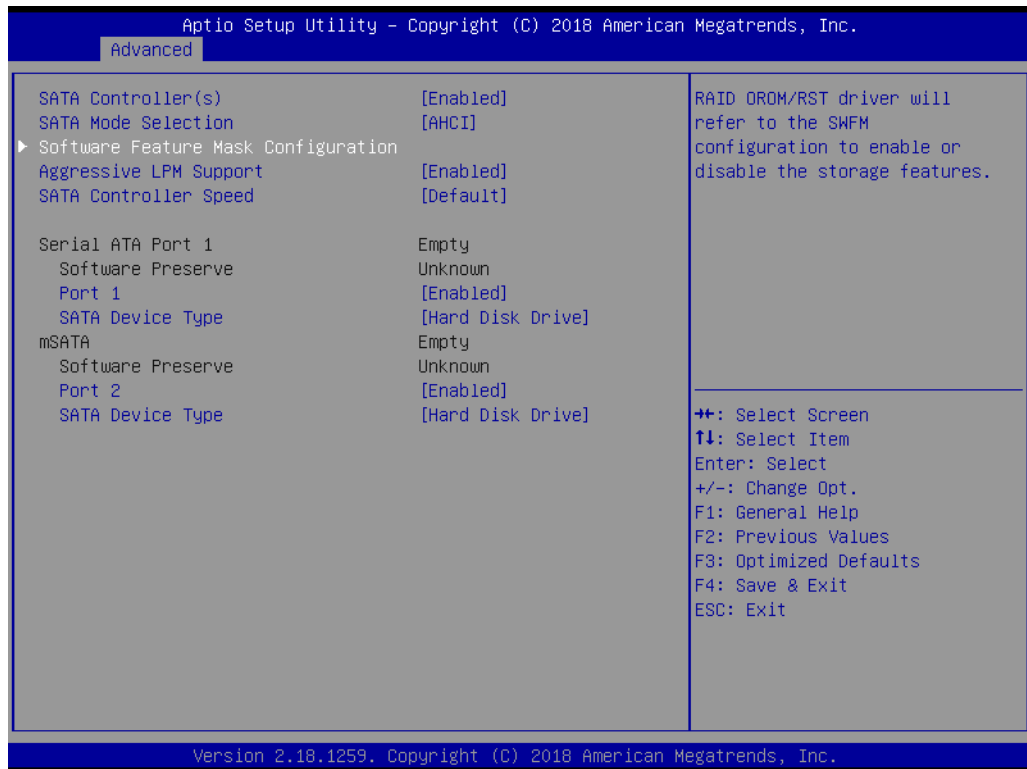 Aptio Setup Utility – Copyright (C) 2018 American Megatrends, Inc.
Advanced
SATA Controller(s) [Enabled]
SATA Mode Selection [AHCI]
Software Feature Mask Configuration
Aggressive LPM Support [Enabled]
SATA Controller Speed [Default]
Serial ATA Port 1 Empty
Software Preserve Unknown
Port 1 [Enabled]
SATA Device Type [Hard Disk Drive]
mSATA Empty
Software Preserve Unknown
Port 2 [Enabled]
SATA Device Type [Hard Disk Drive]
RAID OROM/RST driver will
refer to the SWFM
configuration to enable or
disable the storage features.
→←: Select Screen
↑↓: Select Item
Enter: Select
+/-: Change Opt.
F1: General Help
F2: Previous Values
F3: Optimized Defaults
F4: Save & Exit
ESC: Exit
Version 2.18.1259. Copyright (C) 2018 American Megatrends, Inc.